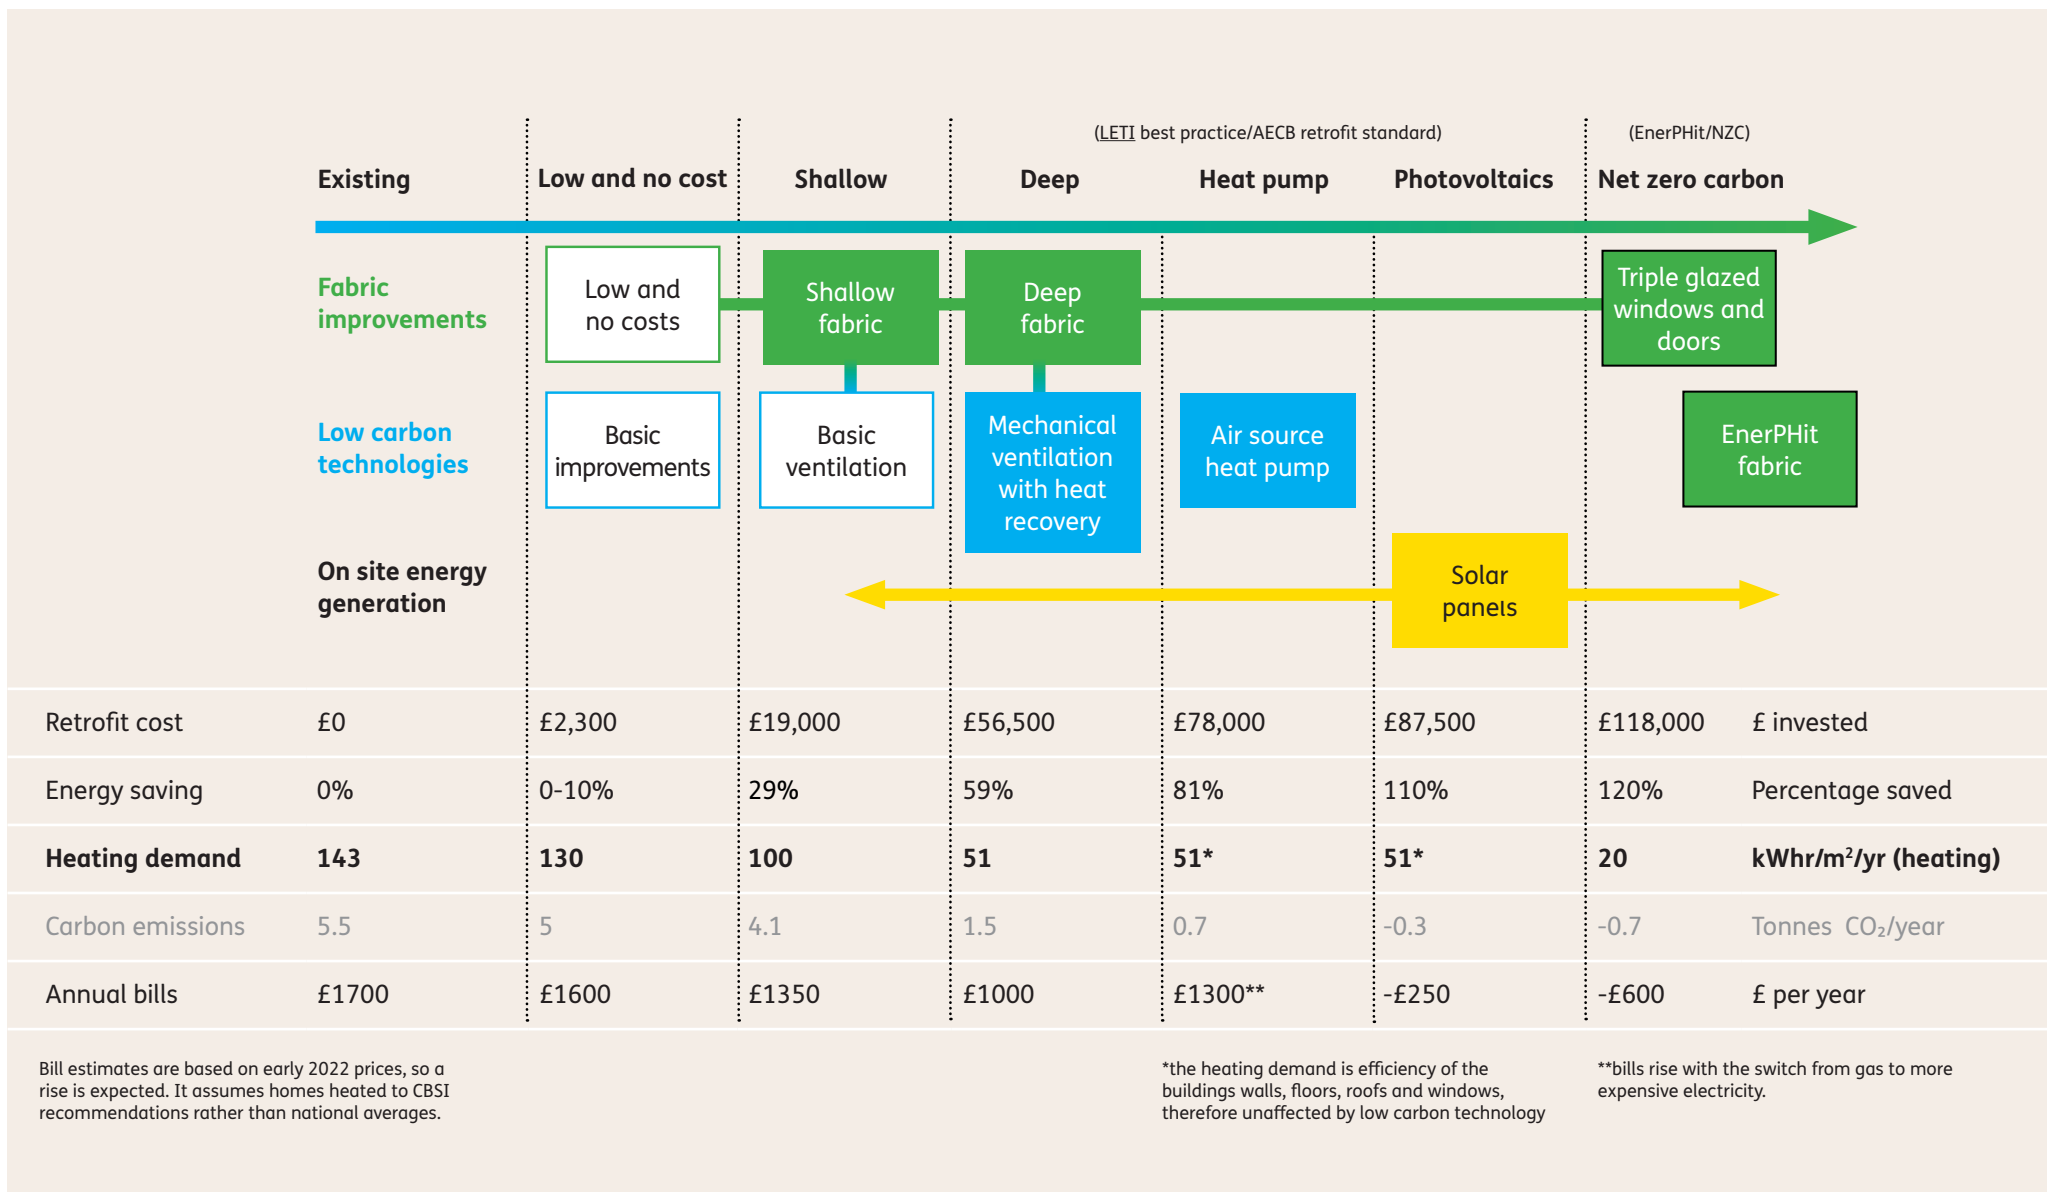 (LETI best practice/AECB retrofit standard) (EnerPHit/NZC)
Existing Low and no cost Shallow Deep Heat pump Photovoltaics Net zero carbon
Fabric
improvements
Low and
no costs
Shallow
fabric
Deep
fabric
Triple glazed
windows and
doors
Low carbon
technologies
Basic
improvements
Basic
ventilation
Mechanical
ventilation
with heat
recovery
Air source
heat pump
EnerPHit
fabric
On site energy
generation
Solar
panels
Retrofit cost £0 £2,300 £19,000 £56,500 £78,000 £87,500 £118,000 £ invested
Energy saving 0% 0-10% 29% 59% 81% 110% 120% Percentage saved
Heating demand 143 130 100 51 51* 51* 20 kWhr/m²/yr (heating)
Carbon emissions 5.5 5 4.1 1.5 0.7 -0.3 -0.7 Tonnes CO₂/year
Annual bills £1700 £1600 £1350 £1000 £1300** -£250 -£600 £ per year
Bill estimates are based on early 2022 prices, so a
rise is expected. It assumes homes heated to CBSI
recommendations rather than national averages.
*the heating demand is efficiency of the
buildings walls, floors, roofs and windows,
therefore unaffected by low carbon technology
**bills rise with the switch from gas to more
expensive electricity.